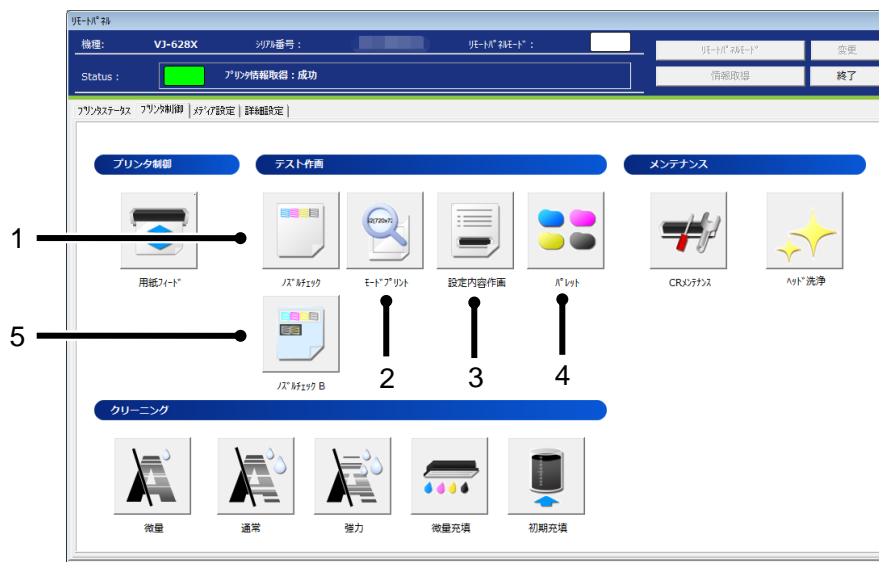 ﾘﾓｰﾄﾊﾟﾈﾙ
機種: VJ-628X ｼﾘｱﾙ番号： ﾘﾓｰﾄﾊﾟﾈﾙﾓｰﾄﾞ： ﾘﾓｰﾄﾊﾟﾈﾙﾓｰﾄﾞ 変更
Status： ﾌﾟﾘﾝﾀ情報取得：成功 情報取得 終了
ﾌﾟﾘﾝﾀｽﾃｰﾀｽ ﾌﾟﾘﾝﾀ制御 ﾒﾃﾞｨｱ設定 詳細設定
プリンタ制御 テスト作画 メンテナンス
1
用紙ﾌｨｰﾄﾞ ﾉｽﾞﾙﾁｪｯｸ ﾓｰﾄﾞﾌﾟﾘﾝﾄ 設定内容作画 ﾊﾟﾚｯﾄ CRﾒﾝﾃﾅﾝｽ ﾍｯﾄﾞ洗浄
5
2 3 4
ﾉｽﾞﾙﾁｪｯｸ B
クリーニング
微量 通常 強力 微量充填 初期充填